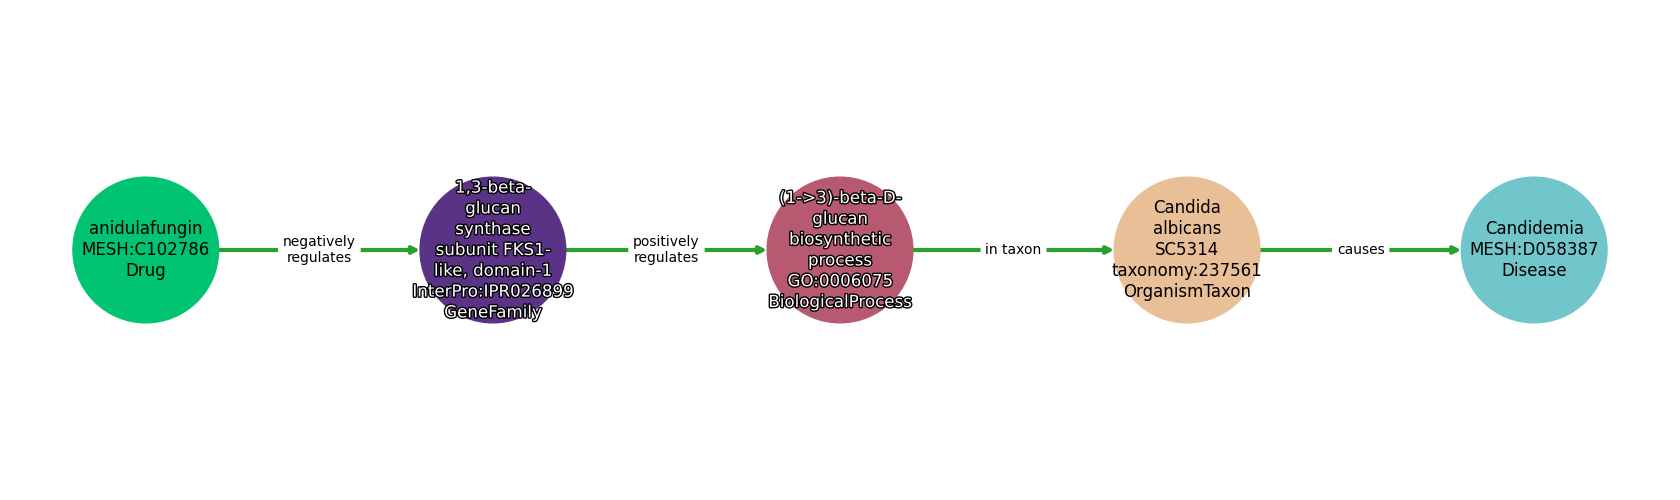 anidulafungin
MESH:C102786
Drug
negatively
regulates
1,3-beta-
glucan
synthase
subunit FKS1-
like, domain-1
InterPro:IPR026899
GeneFamily
positively
regulates
(1->3)-beta-D-
glucan
biosynthetic
process
GO:0006075
BiologicalProcess
in taxon
Candida
albicans
SC5314
taxonomy:237561
OrganismTaxon
causes
Candidemia
MESH:D058387
Disease